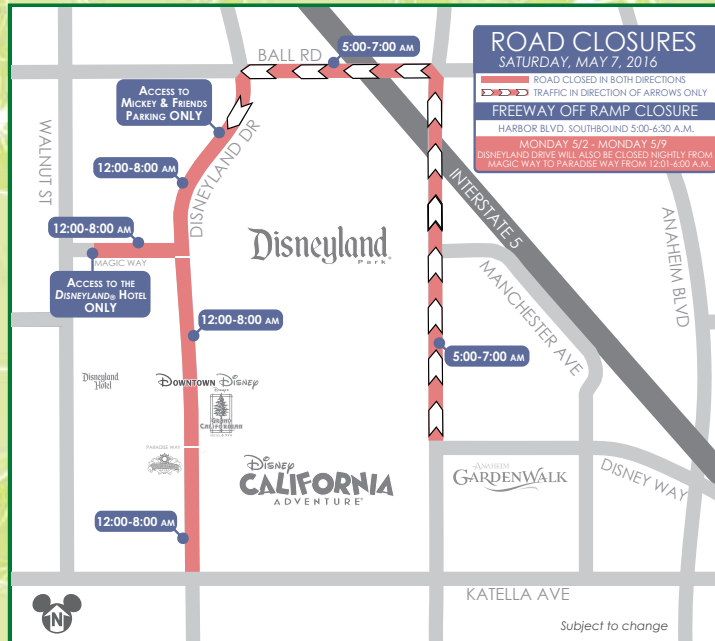 ROAD CLOSURES
SATURDAY, MAY 7, 2016
ROAD CLOSED IN BOTH DIRECTIONS
TRAFFIC IN DIRECTION OF ARROWS ONLY
FREEWAY OFF RAMP CLOSURE
HARBOR BLVD. SOUTHBOUND 5:00-6:30 A.M.
MONDAY 5/2 - MONDAY 5/9
DISNEYLAND DRIVE WILL ALSO BE CLOSED NIGHTLY FROM
MAGIC WAY TO PARADISE WAY FROM 12:01-6:00 A.M.
BALL RD
5:00-7:00 AM
ACCESS TO
MICKEY & FRIENDS
PARKING ONLY
WALNUT ST
DISNEYLAND DR
12:00-8:00 AM
INTERSTATE 5
ANAHEIM BLVD
12:00-8:00 AM
Disneyland
Park
MAGIC WAY
MANCHESTER AVE
ACCESS TO THE
DISNEYLAND® HOTEL
ONLY
12:00-8:00 AM
5:00-7:00 AM
Disneyland
Hotel
DOWNTOWN DISNEY
GRAND
CALIFORNIAN
PARADISE WAY
Disney
CALIFORNIA
ADVENTURE
ANAHEIM
GARDENWALK
DISNEY WAY
12:00-8:00 AM
KATELLA AVE
N
Subject to change